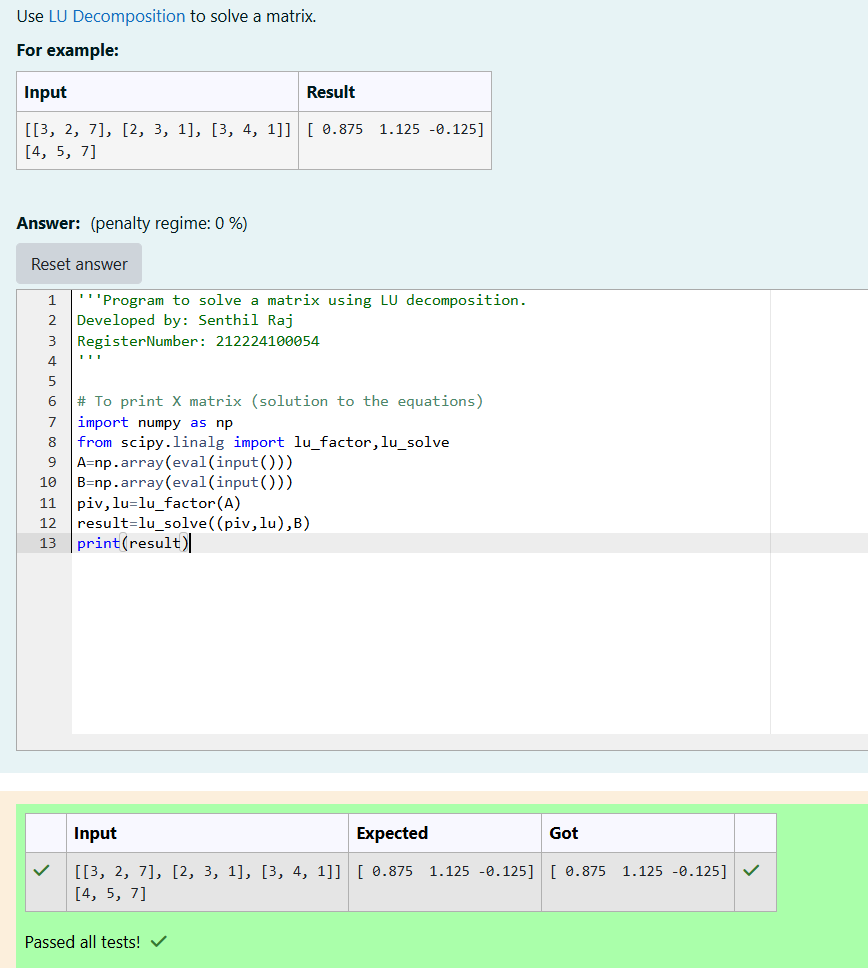 Use LU Decomposition to solve a matrix.
For example:
Input Result
[[3, 2, 7], [2, 3, 1], [3, 4, 1]] [ 0.875  1.125 -0.125]
[4, 5, 7]
Answer: (penalty regime: 0 %)
Reset answer
1 '''Program to solve a matrix using LU decomposition.
2 Developed by: Senthil Raj
3 RegisterNumber: 212224100054
4 '''
5
6 # To print X matrix (solution to the equations)
7 import numpy as np
8 from scipy.linalg import lu_factor,lu_solve
9 A=np.array(eval(input()))
10 B=np.array(eval(input()))
11 piv,lu=lu_factor(A)
12 result=lu_solve((piv,lu),B)
13 print(result)
Input Expected Got
[[3, 2, 7], [2, 3, 1], [3, 4, 1]] [ 0.875  1.125 -0.125] [ 0.875  1.125 -0.125]
[4, 5, 7]
Passed all tests!